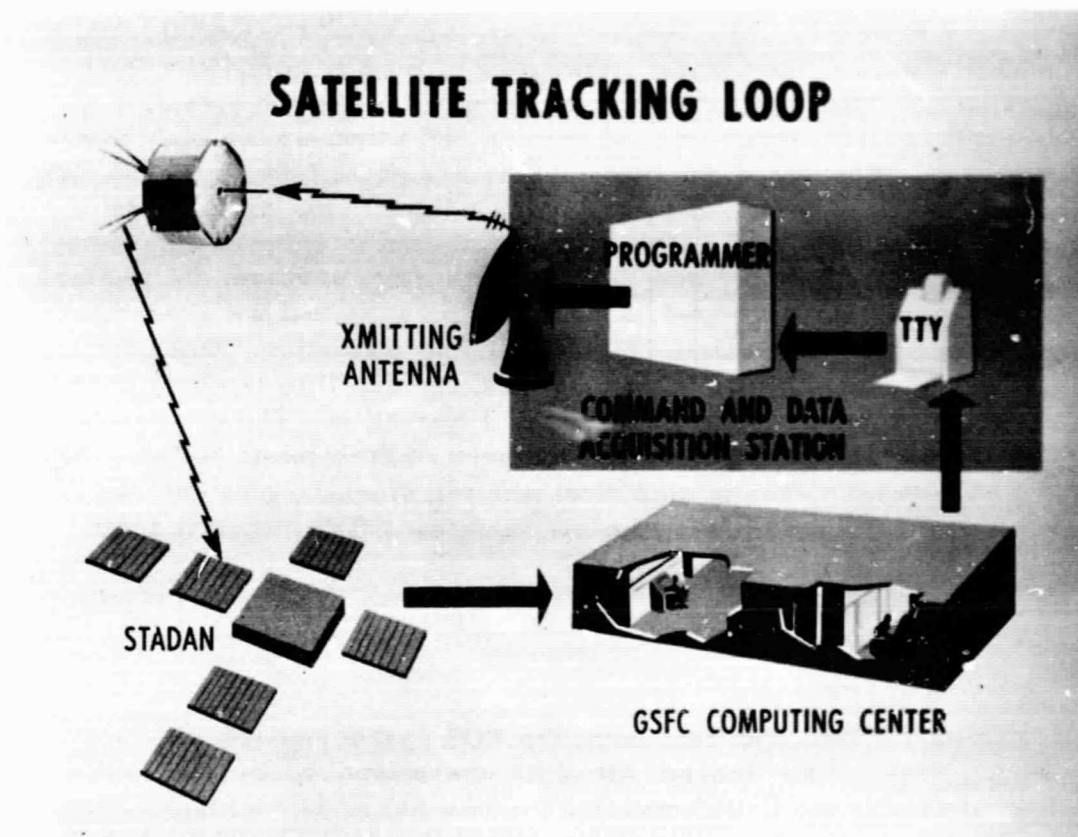 SATELLITE TRACKING LOOP
PROGRAMMER
TTY
XMITTING
ANTENNA
COMMAND AND DATA
ACQUISITION STATION
STADAN
GSFC COMPUTING CENTER